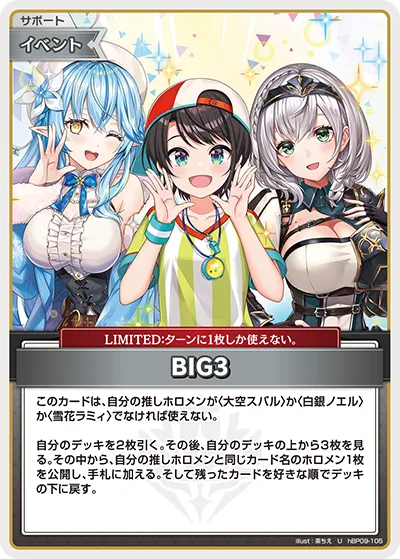 サポート
イベント
LIMITED:ターンに1枚しか使えない。
BIG3
このカードは、自分の推しホロメンが〈大空スバル〉か〈白銀ノエル〉
か〈雪花ラミィ〉でなければ使えない。
自分のデッキを2枚引く。その後、自分のデッキの上から3枚を見
る。その中から、自分の推しホロメンと同じカード名のホロメン1枚
を公開し、手札に加える。そして残ったカードを好きな順でデッキ
の下に戻す。
illust：茶ちえ U hBP09-105